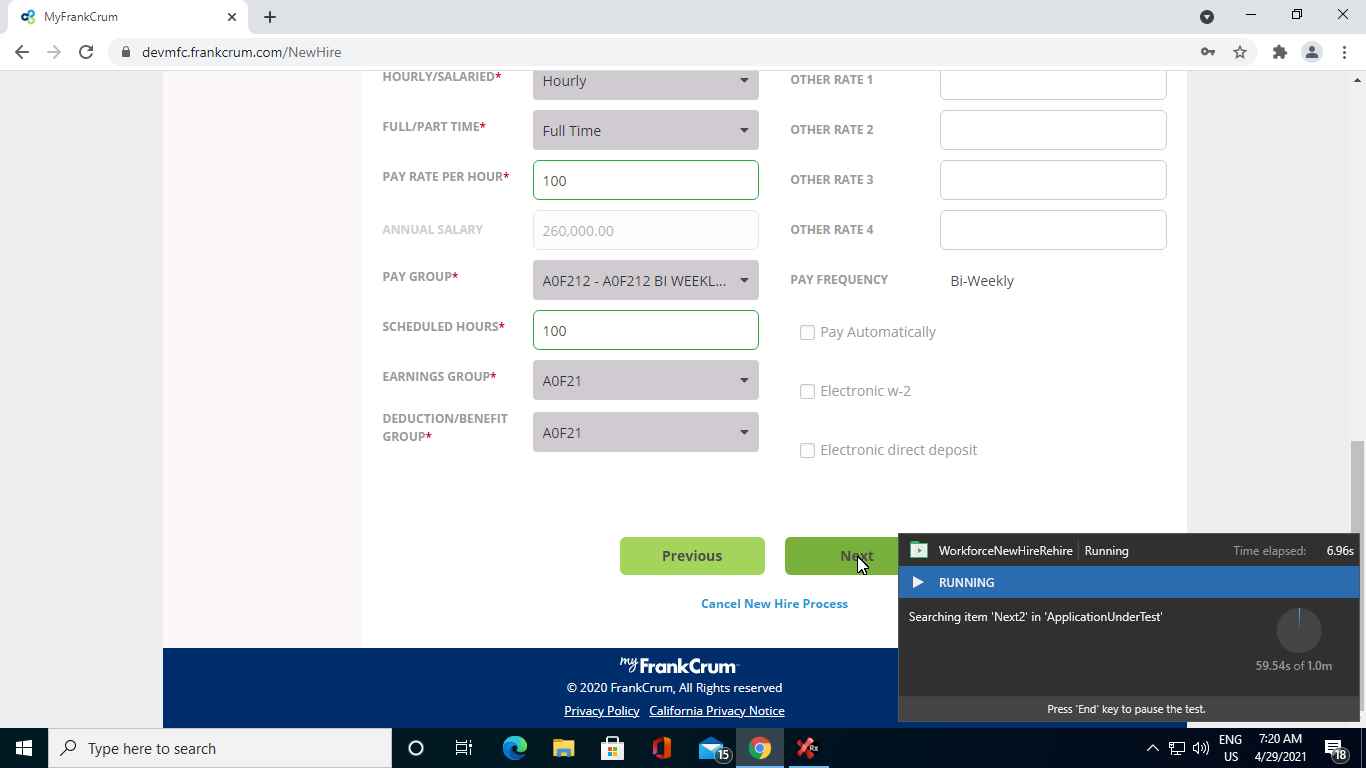 MyFrankCrum
devmfc.frankcrum.com/NewHire
HOURLY/SALARIED* Hourly OTHER RATE 1
FULL/PART TIME* Full Time OTHER RATE 2
PAY RATE PER HOUR* 100 OTHER RATE 3
ANNUAL SALARY 260,000.00 OTHER RATE 4
PAY GROUP* A0F212 - A0F212 BI WEEKL... PAY FREQUENCY Bi-Weekly
SCHEDULED HOURS* 100 Pay Automatically
EARNINGS GROUP* A0F21 Electronic w-2
DEDUCTION/BENEFIT
GROUP* A0F21 Electronic direct deposit
Previous Next
Cancel New Hire Process
WorkforceNewHireRehire Running Time elapsed: 6.96s
RUNNING
Searching item 'Next2' in 'ApplicationUnderTest'
59.54s of 1.0m
Press 'End' key to pause the test.
my FrankCrum
© 2020 FrankCrum, All Rights reserved
Privacy Policy California Privacy Notice
Type here to search
15
Rx
ENG
US
7:20 AM
4/29/2021
18